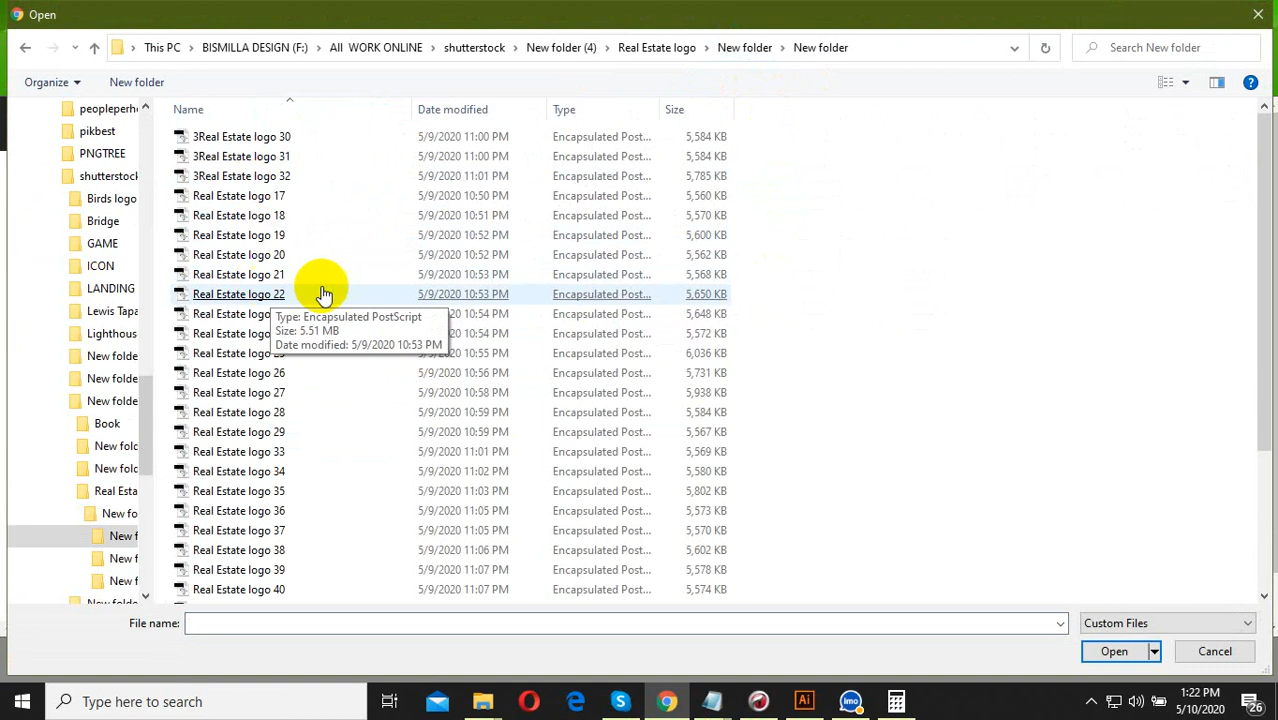 Open
This PC > BISMILLA DESIGN (F:) > All WORK ONLINE > shutterstock > New folder (4) > Real Estate logo > New folder > New folder
Search New folder
Organize
New folder
peopleperh
pikbest
PNGTREE
shutterstock
Birds logo
Bridge
GAME
ICON
LANDING
Lewis Tapa
Lighthous
New folde
New folde
New folde
Book
New fold
New fold
Real Esta
New fo
New f
New f
New f
Name Date modified Type Size
3Real Estate logo 30 5/9/2020 11:00 PM Encapsulated Post... 5,584 KB
3Real Estate logo 31 5/9/2020 11:00 PM Encapsulated Post... 5,584 KB
3Real Estate logo 32 5/9/2020 11:01 PM Encapsulated Post... 5,785 KB
Real Estate logo 17 5/9/2020 10:50 PM Encapsulated Post... 5,560 KB
Real Estate logo 18 5/9/2020 10:51 PM Encapsulated Post... 5,570 KB
Real Estate logo 19 5/9/2020 10:52 PM Encapsulated Post... 5,600 KB
Real Estate logo 20 5/9/2020 10:52 PM Encapsulated Post... 5,562 KB
Real Estate logo 21 5/9/2020 10:53 PM Encapsulated Post... 5,568 KB
Real Estate logo 22 5/9/2020 10:53 PM Encapsulated Post... 5,650 KB
Real Estate logo 10:54 PM Encapsulated Post... 5,648 KB
Real Estate logo 10:54 PM Encapsulated Post... 5,572 KB
Real Estate logo 10:55 PM Encapsulated Post... 6,036 KB
Type: Encapsulated PostScript
Size: 5.51 MB
Date modified: 5/9/2020 10:53 PM
Real Estate logo 26 5/9/2020 10:56 PM Encapsulated Post... 5,731 KB
Real Estate logo 27 5/9/2020 10:58 PM Encapsulated Post... 5,938 KB
Real Estate logo 28 5/9/2020 10:59 PM Encapsulated Post... 5,584 KB
Real Estate logo 29 5/9/2020 10:59 PM Encapsulated Post... 5,567 KB
Real Estate logo 33 5/9/2020 11:01 PM Encapsulated Post... 5,569 KB
Real Estate logo 34 5/9/2020 11:02 PM Encapsulated Post... 5,580 KB
Real Estate logo 35 5/9/2020 11:03 PM Encapsulated Post... 5,802 KB
Real Estate logo 36 5/9/2020 11:05 PM Encapsulated Post... 5,573 KB
Real Estate logo 37 5/9/2020 11:05 PM Encapsulated Post... 5,570 KB
Real Estate logo 38 5/9/2020 11:06 PM Encapsulated Post... 5,602 KB
Real Estate logo 39 5/9/2020 11:07 PM Encapsulated Post... 5,578 KB
Real Estate logo 40 5/9/2020 11:07 PM Encapsulated Post... 5,574 KB
File name:
Custom Files
Open
Cancel
Type here to search
Ai
imo
1:22 PM
5/10/2020
26